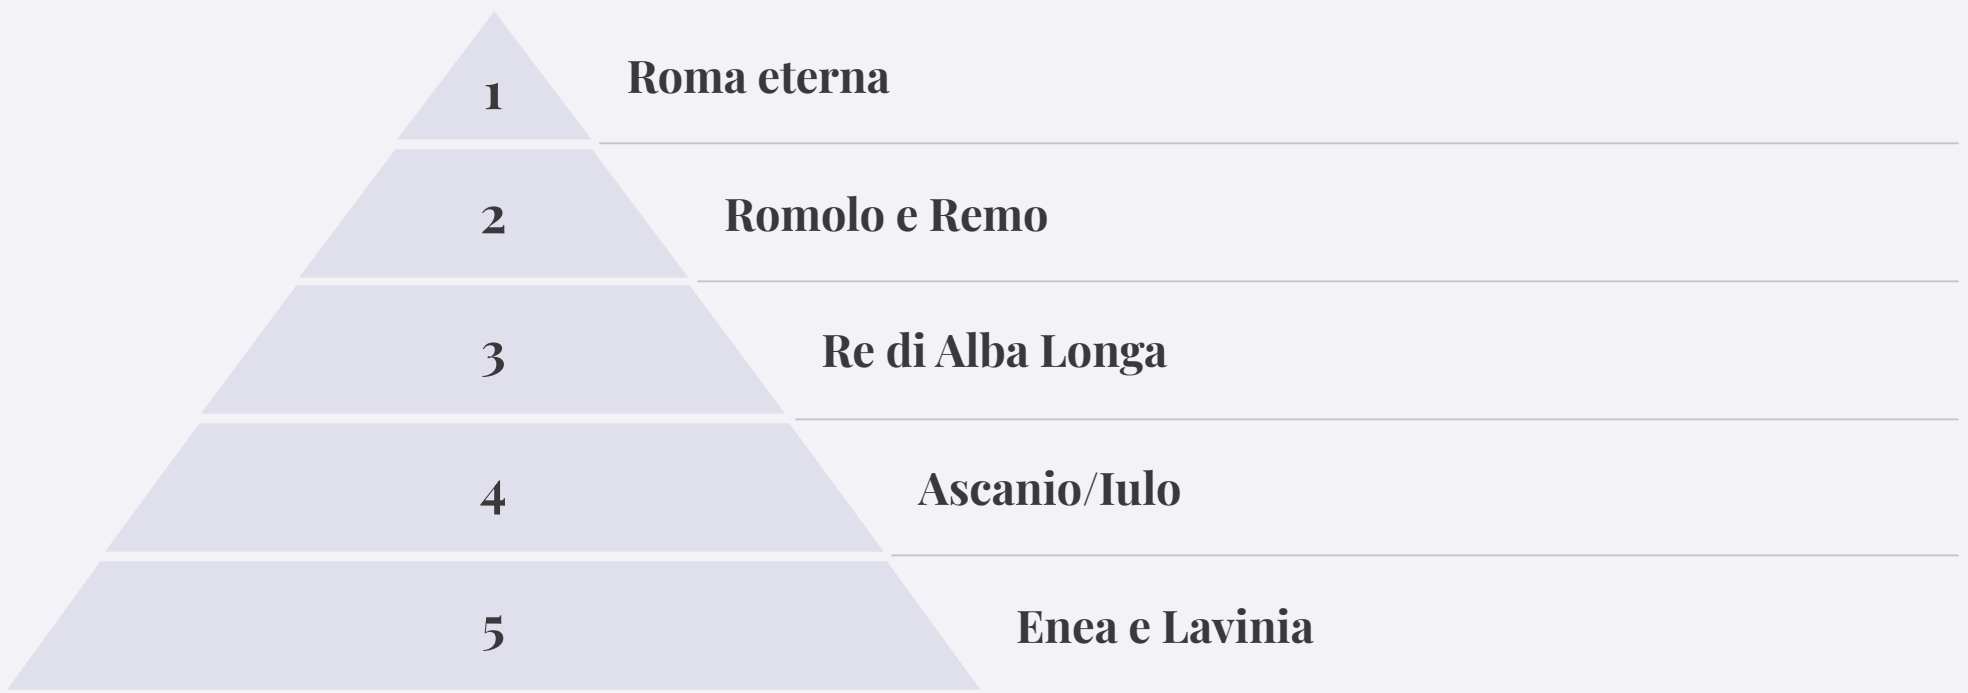 1
Roma eterna
2
Romolo e Remo
3
Re di Alba Longa
4
Ascanio/Iulo
5
Enea e Lavinia